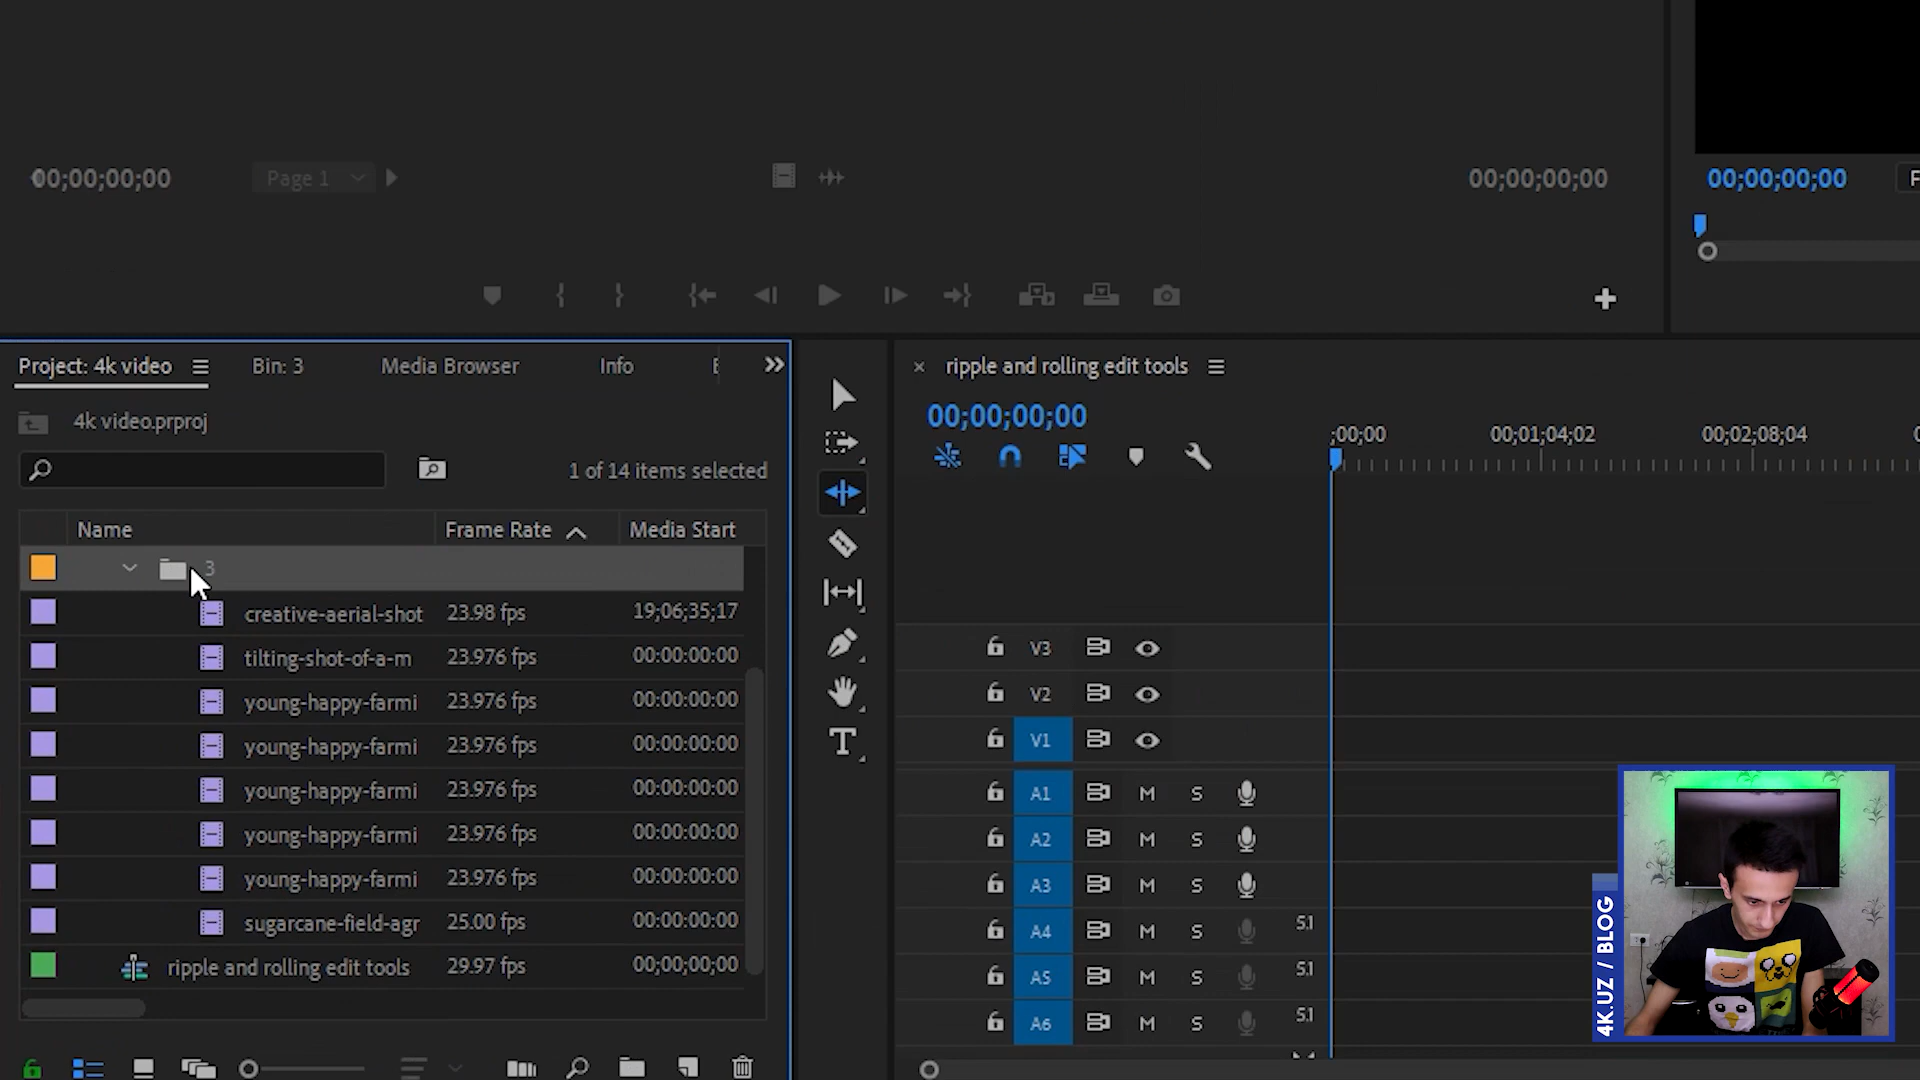 00;00;00;00
Page 1
00;00;00;00
00;00;00;00
Project: 4k video
Bin: 3
Media Browser
Info
ripple and rolling edit tools
4k video.prproj
1 of 14 items selected
00;00;00;00
;00;00
00;01;04;02
00;02;08;04
Name
Frame Rate
Media Start
3
creative-aerial-shot
23.98 fps
19;06;35;17
tilting-shot-of-a-m
23.976 fps
00:00:00:00
young-happy-farmi
23.976 fps
00:00:00:00
young-happy-farmi
23.976 fps
00:00:00:00
young-happy-farmi
23.976 fps
00:00:00:00
young-happy-farmi
23.976 fps
00:00:00:00
young-happy-farmi
23.976 fps
00:00:00:00
sugarcane-field-agr
25.00 fps
00:00:00:00
ripple and rolling edit tools
29.97 fps
00;00;00;00
V3
V2
V1
A1 M S
A2 M S
A3 M S
A4 M S 5.1
A5 M S 5.1
A6 M S 5.1
4K.UZ / BLOG